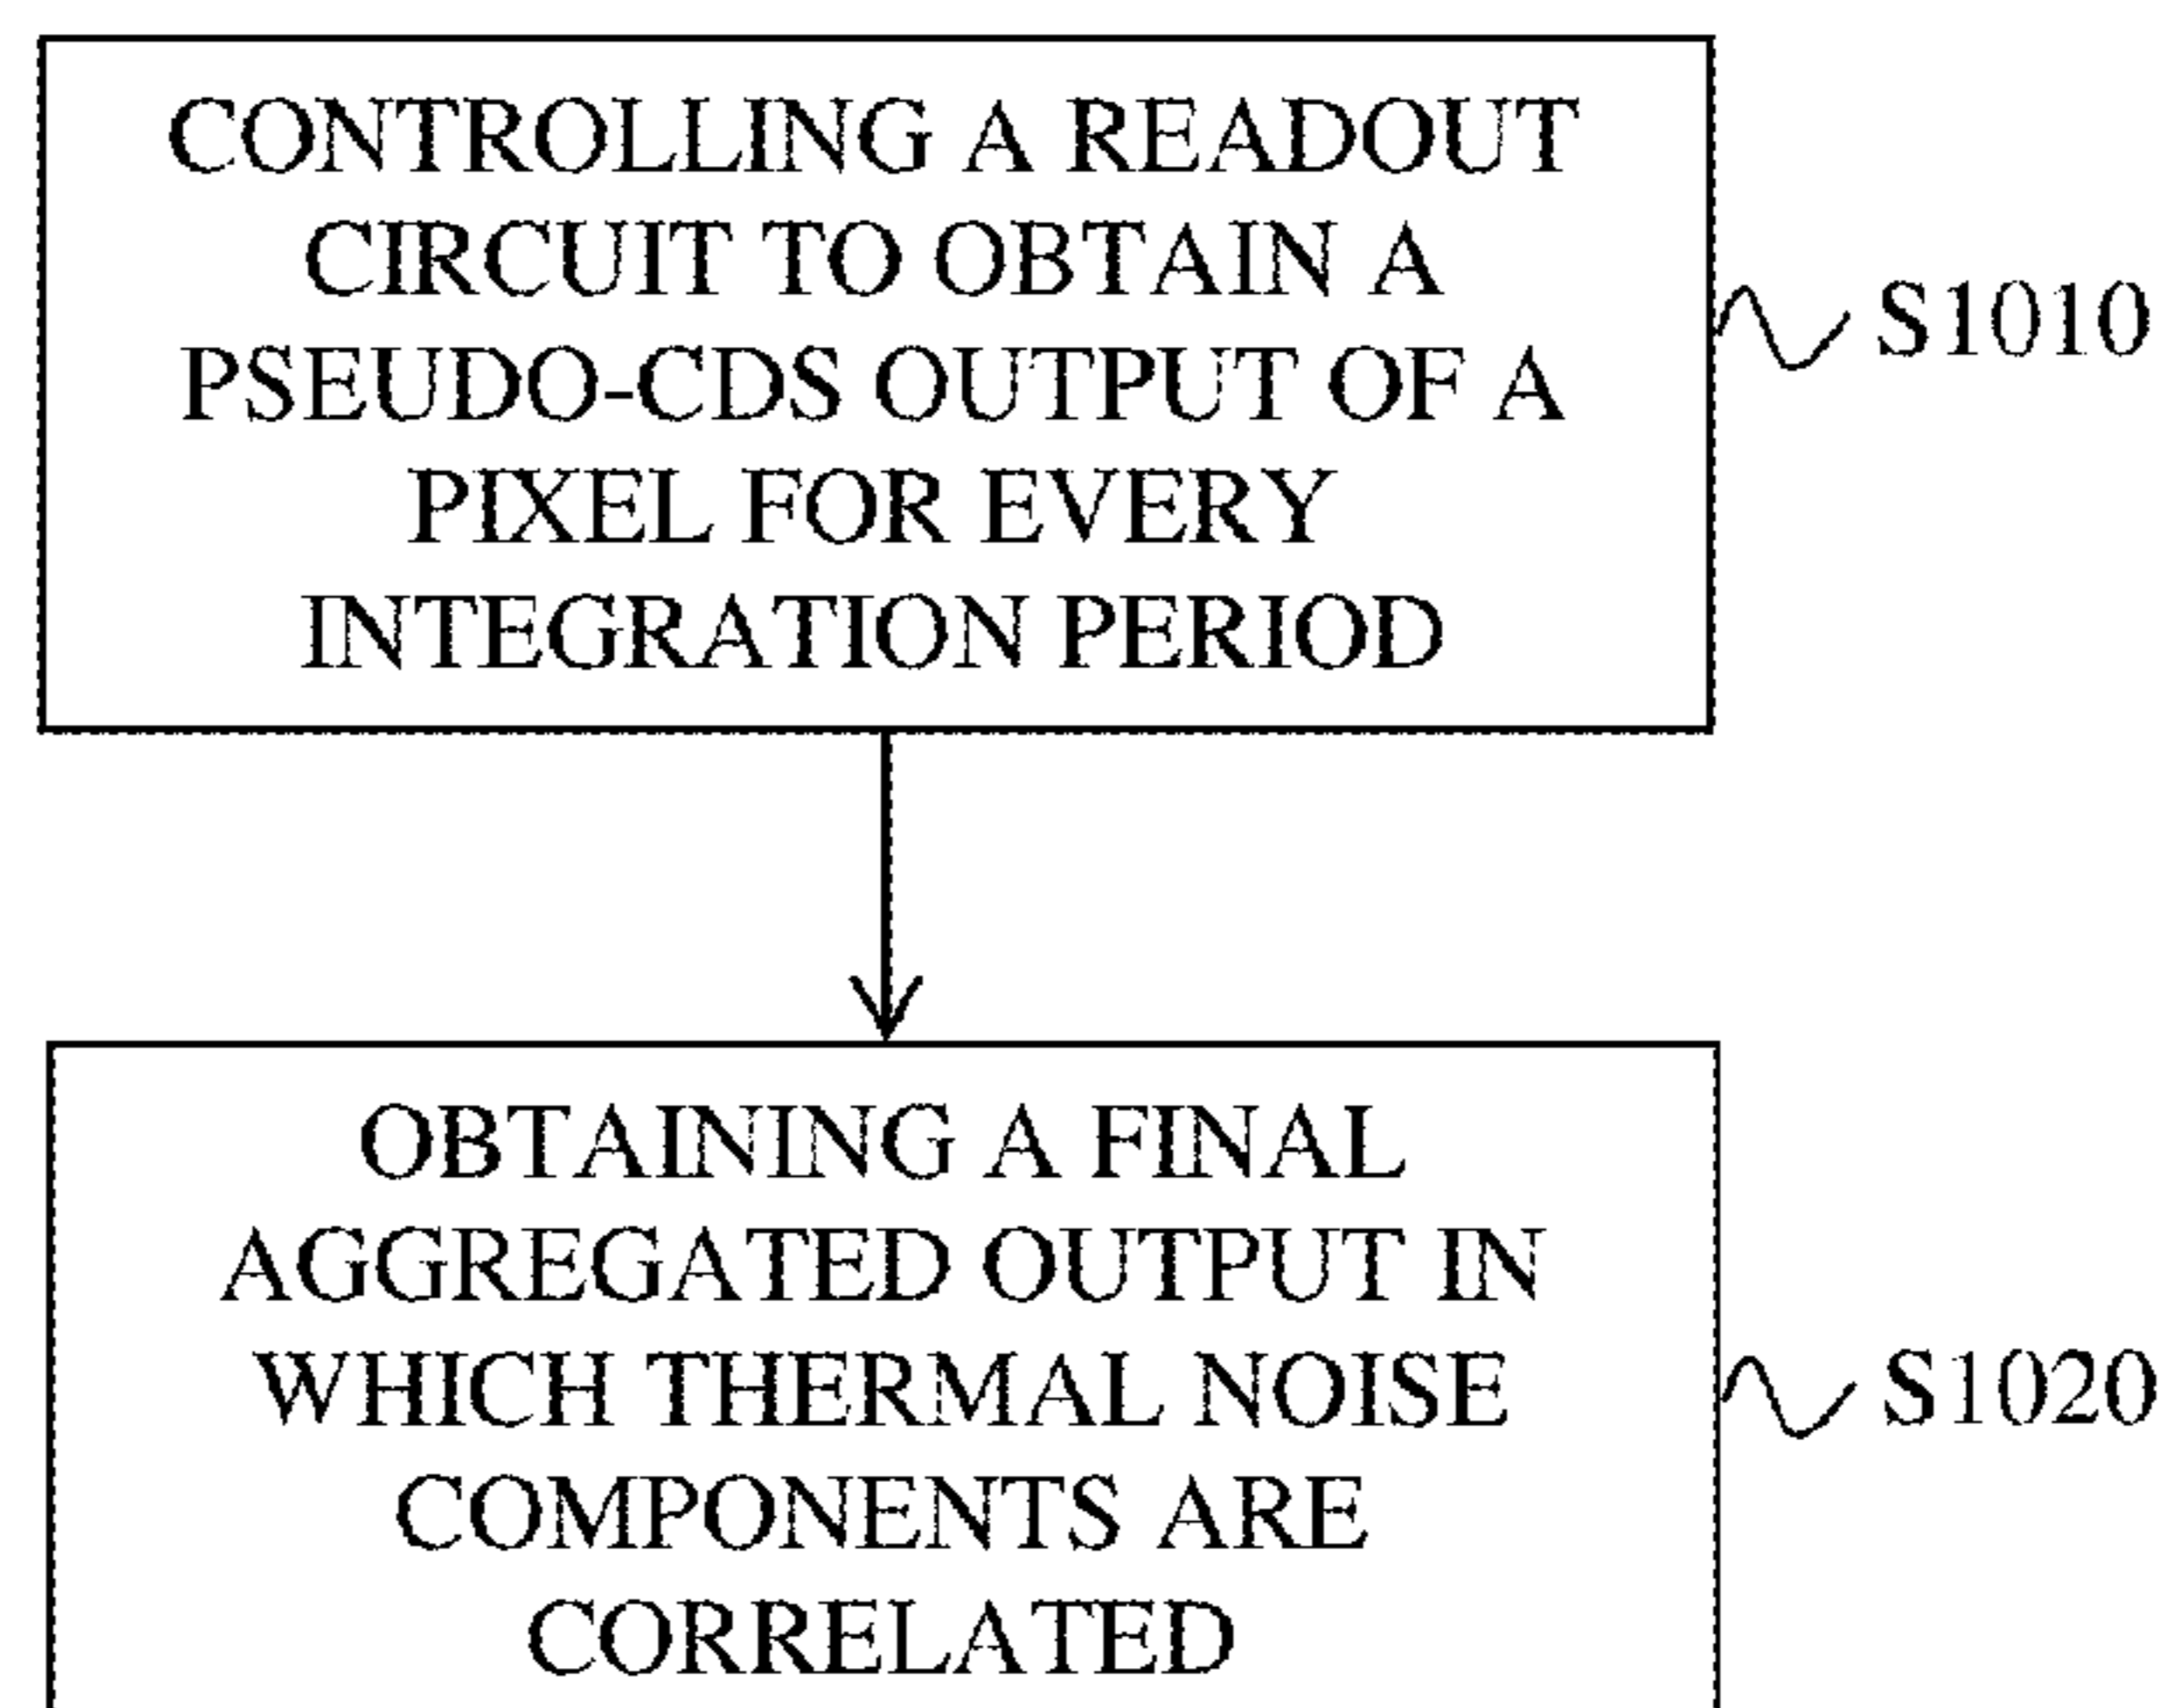 CONTROLLING A READOUT
CIRCUIT TO OBTAIN A
PSEUDO-CDS OUTPUT OF A
PIXEL FOR EVERY
INTEGRATION PERIOD
S1010
OBTAINING A FINAL
AGGREGATED OUTPUT IN
WHICH THERMAL NOISE
COMPONENTS ARE
CORRELATED
S1020